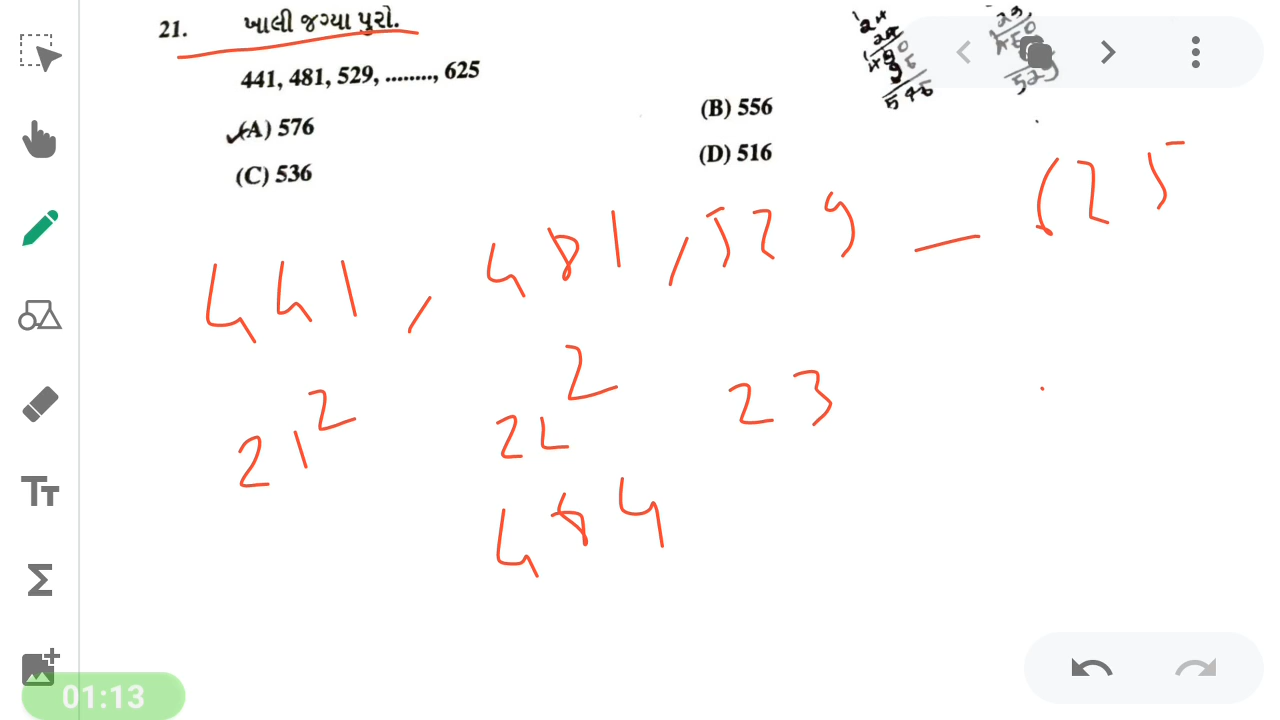 21. ખાલી જગ્યા પુરો.
441, 481, 529, ........, 625
(A) 576
(B) 556
(C) 536
(D) 516
441, 481, 529 _ 625
21² 22² 23
484
Tт
Σ
01:13